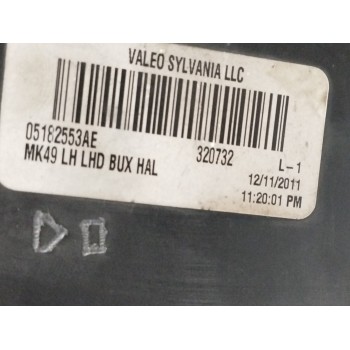 VALEO SYLVANIA LLC
05182553AE 320732 L-1
MK49 LH LHD BUX HAL 12/11/2011
11:20:01 PM